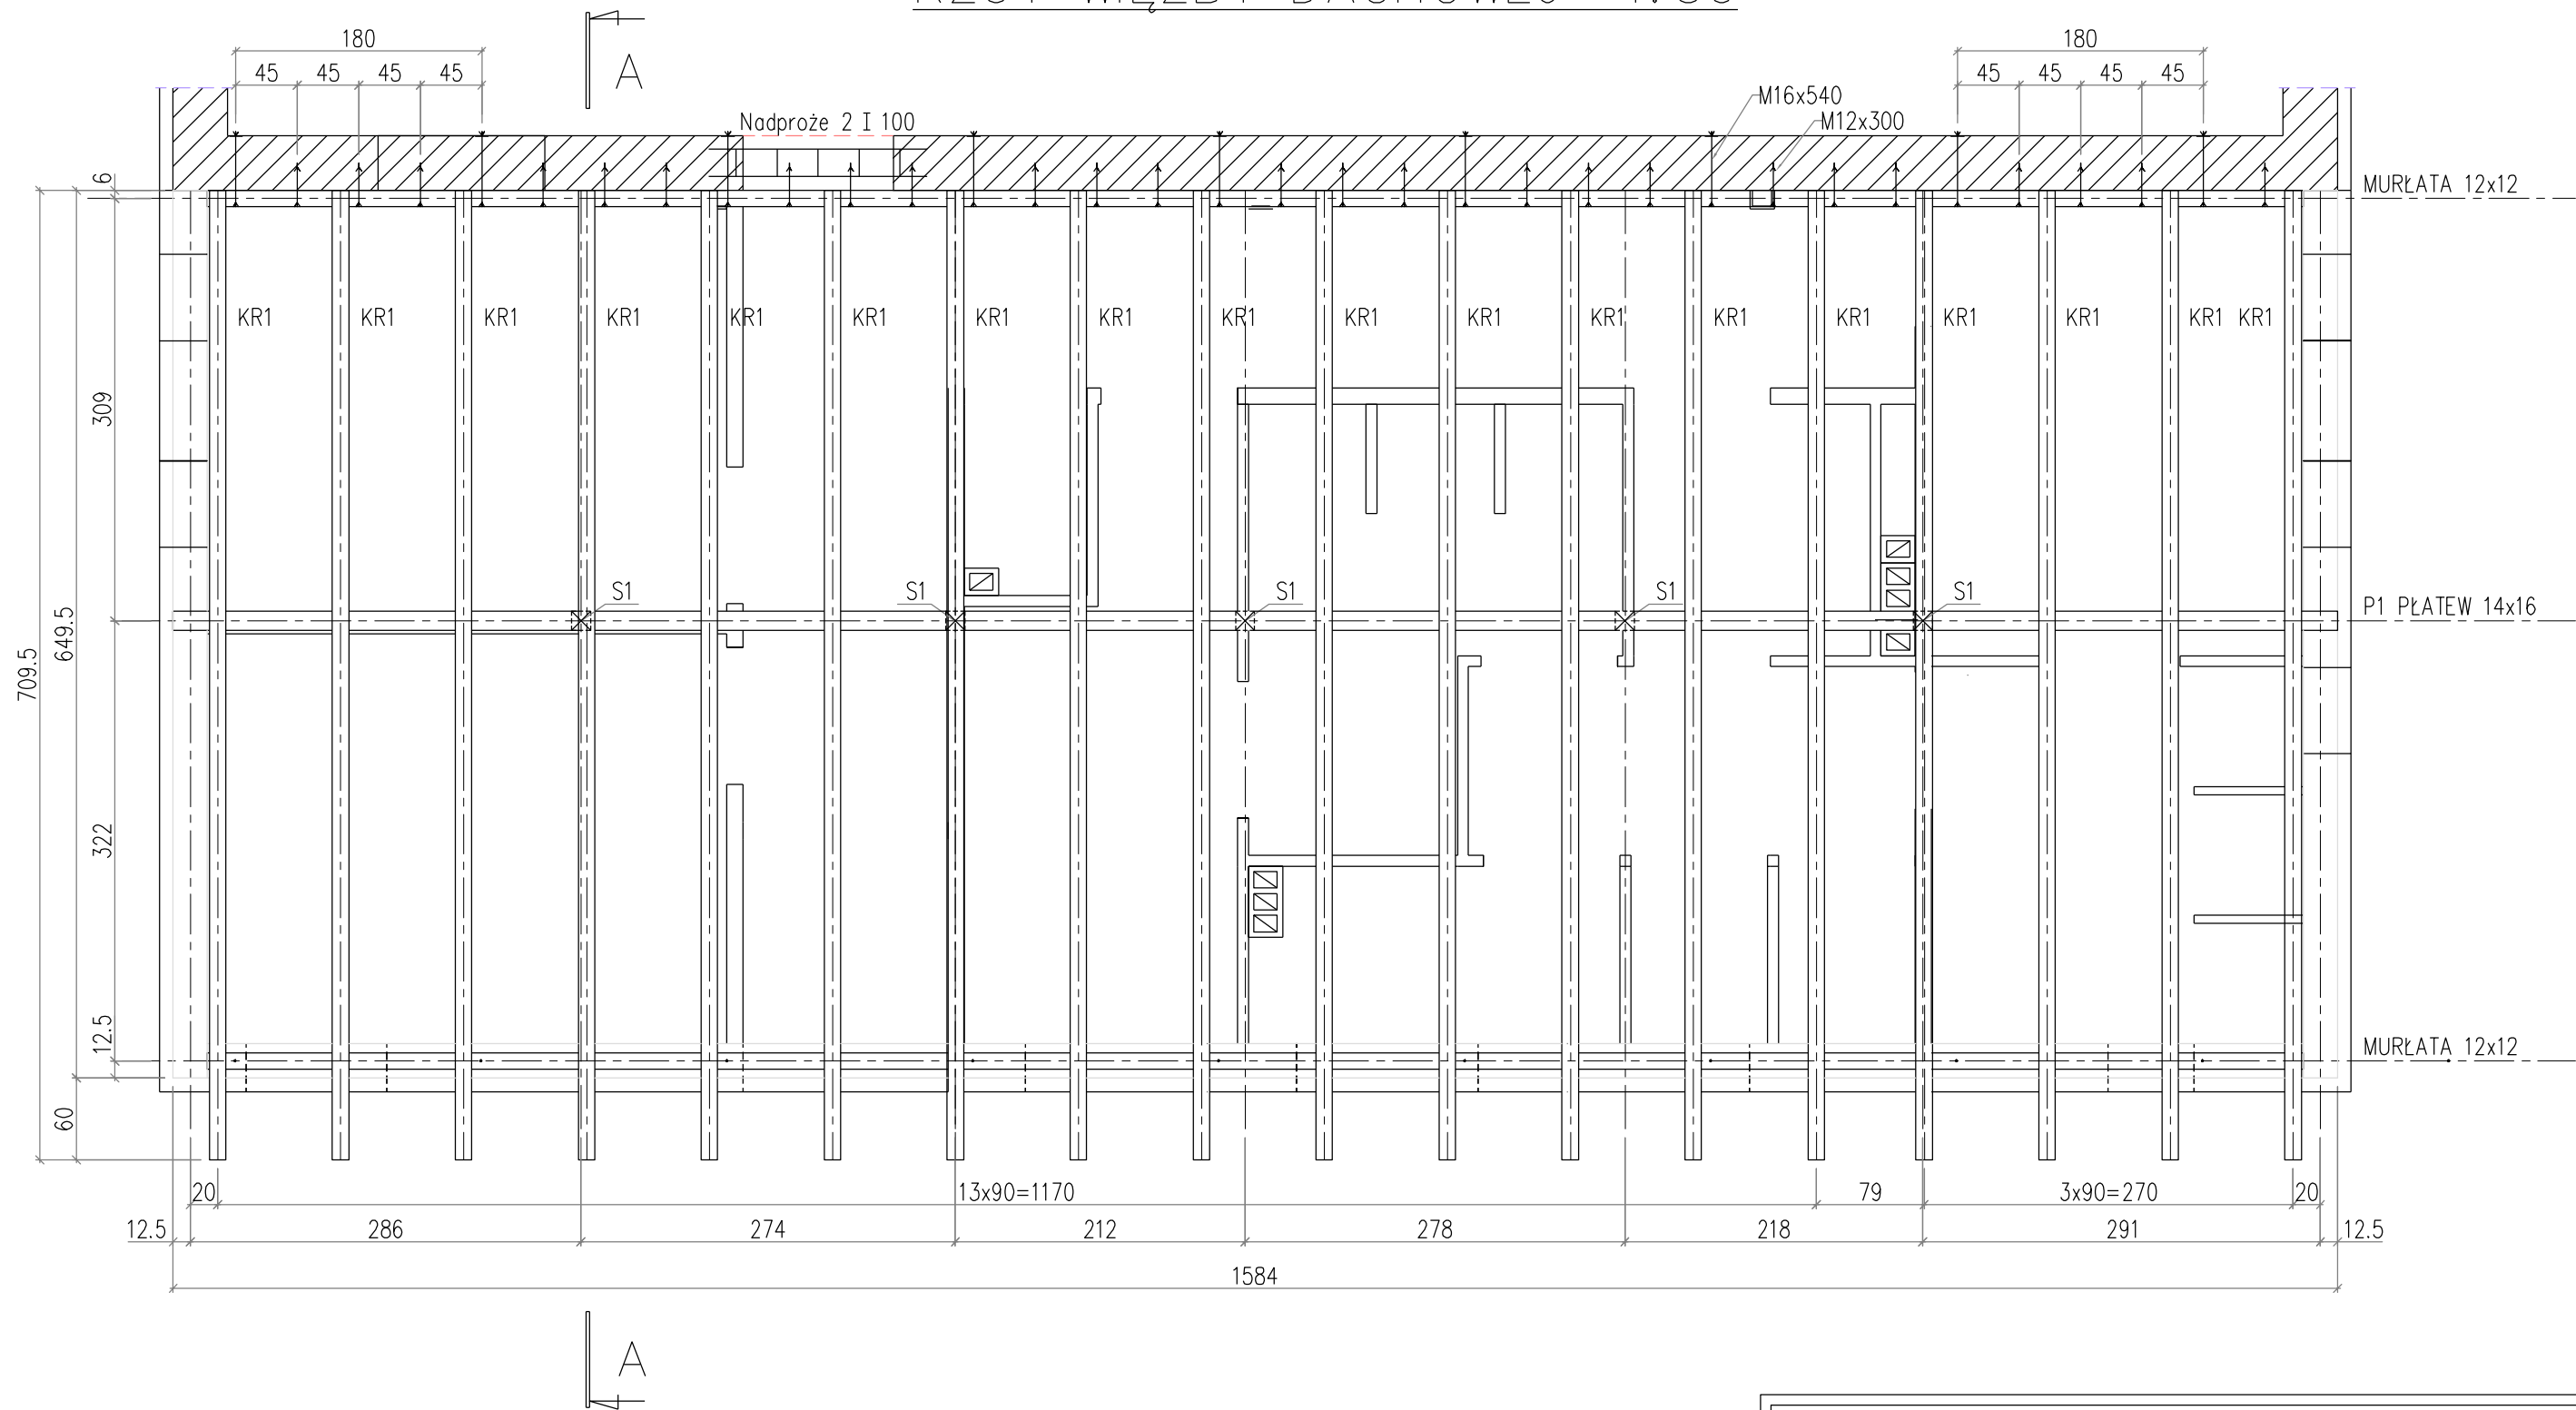 180
180
45 45 45 45
45 45 45 45
A
M16x540
Nadproże 2 I 100
M12x300
6
MURŁATA 12x12
KR1 KR1 KR1 KR1 KR1 KR1 KR1 KR1 KR1 KR1 KR1 KR1 KR1 KR1 KR1 KR1 KR1 KR1
309
S1 S1 S1 S1 S1
P1 PŁATEW 14x16
649.5
709.5
322
12.5
MURŁATA 12x12
60
20 13x90=1170 79 3x90=270 20
12.5 286 274 212 278 218 291 12.5
1584
A